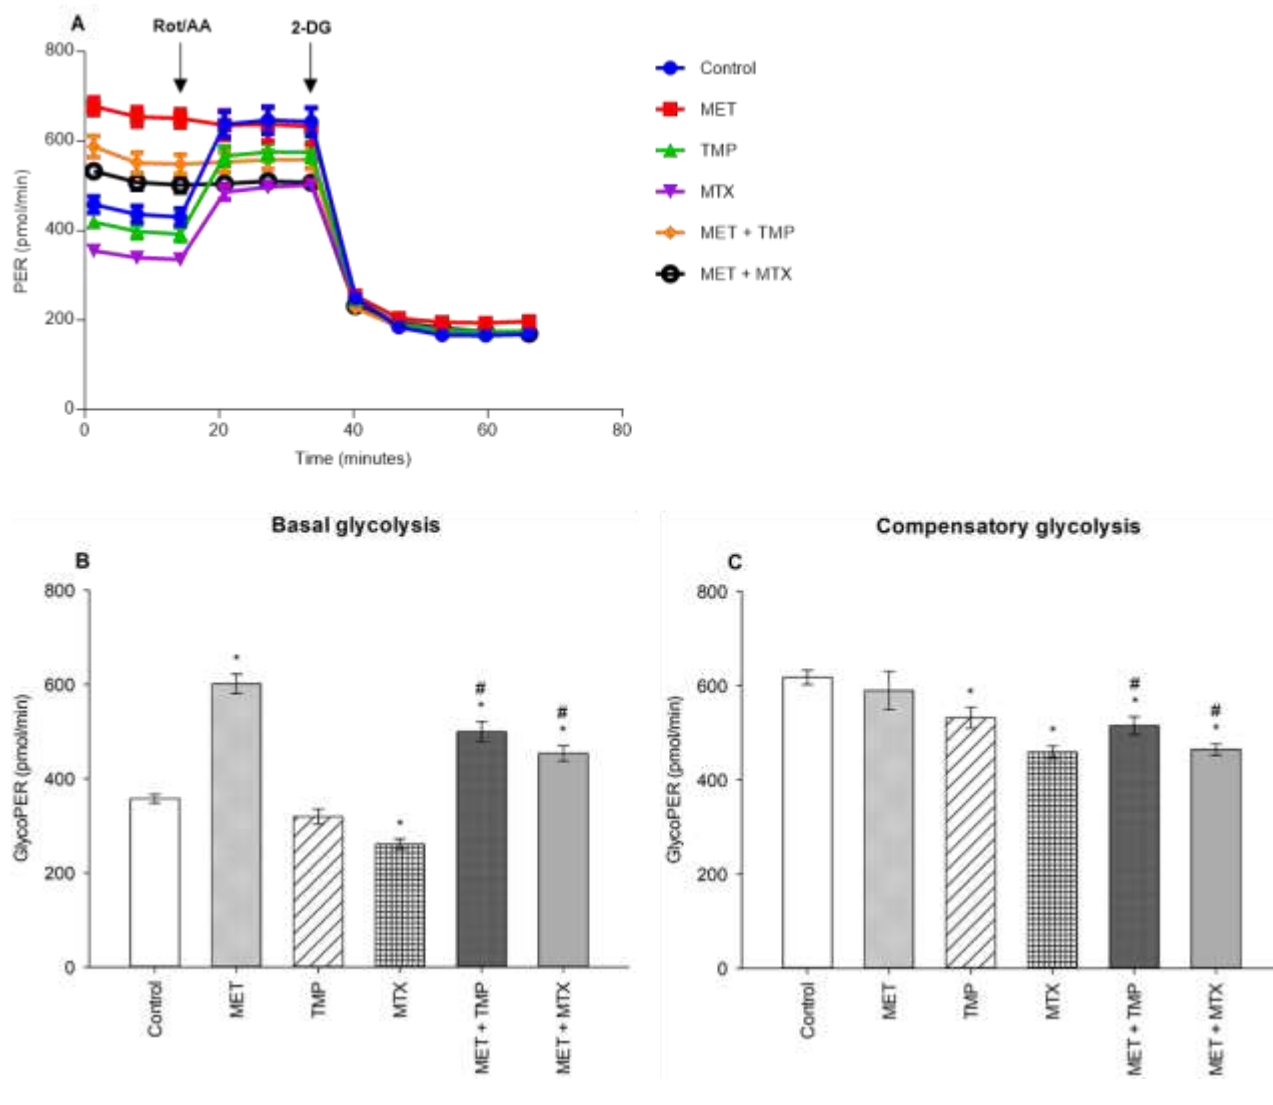 A
Rot/AA
2-DG
800
600
400
200
0
PER (pmol/min)
0 20 40 60 80
Time (minutes)
Control
MET
TMP
MTX
MET + TMP
MET + MTX
Basal glycolysis
B
800
600
400
200
0
GlycoPER (pmol/min)
*
*
#
*
#
*
Control
MET
TMP
MTX
MET + TMP
MET + MTX
Compensatory glycolysis
C
800
600
400
200
0
GlycoPER (pmol/min)
*
*
#
*
#
*
Control
MET
TMP
MTX
MET + TMP
MET + MTX